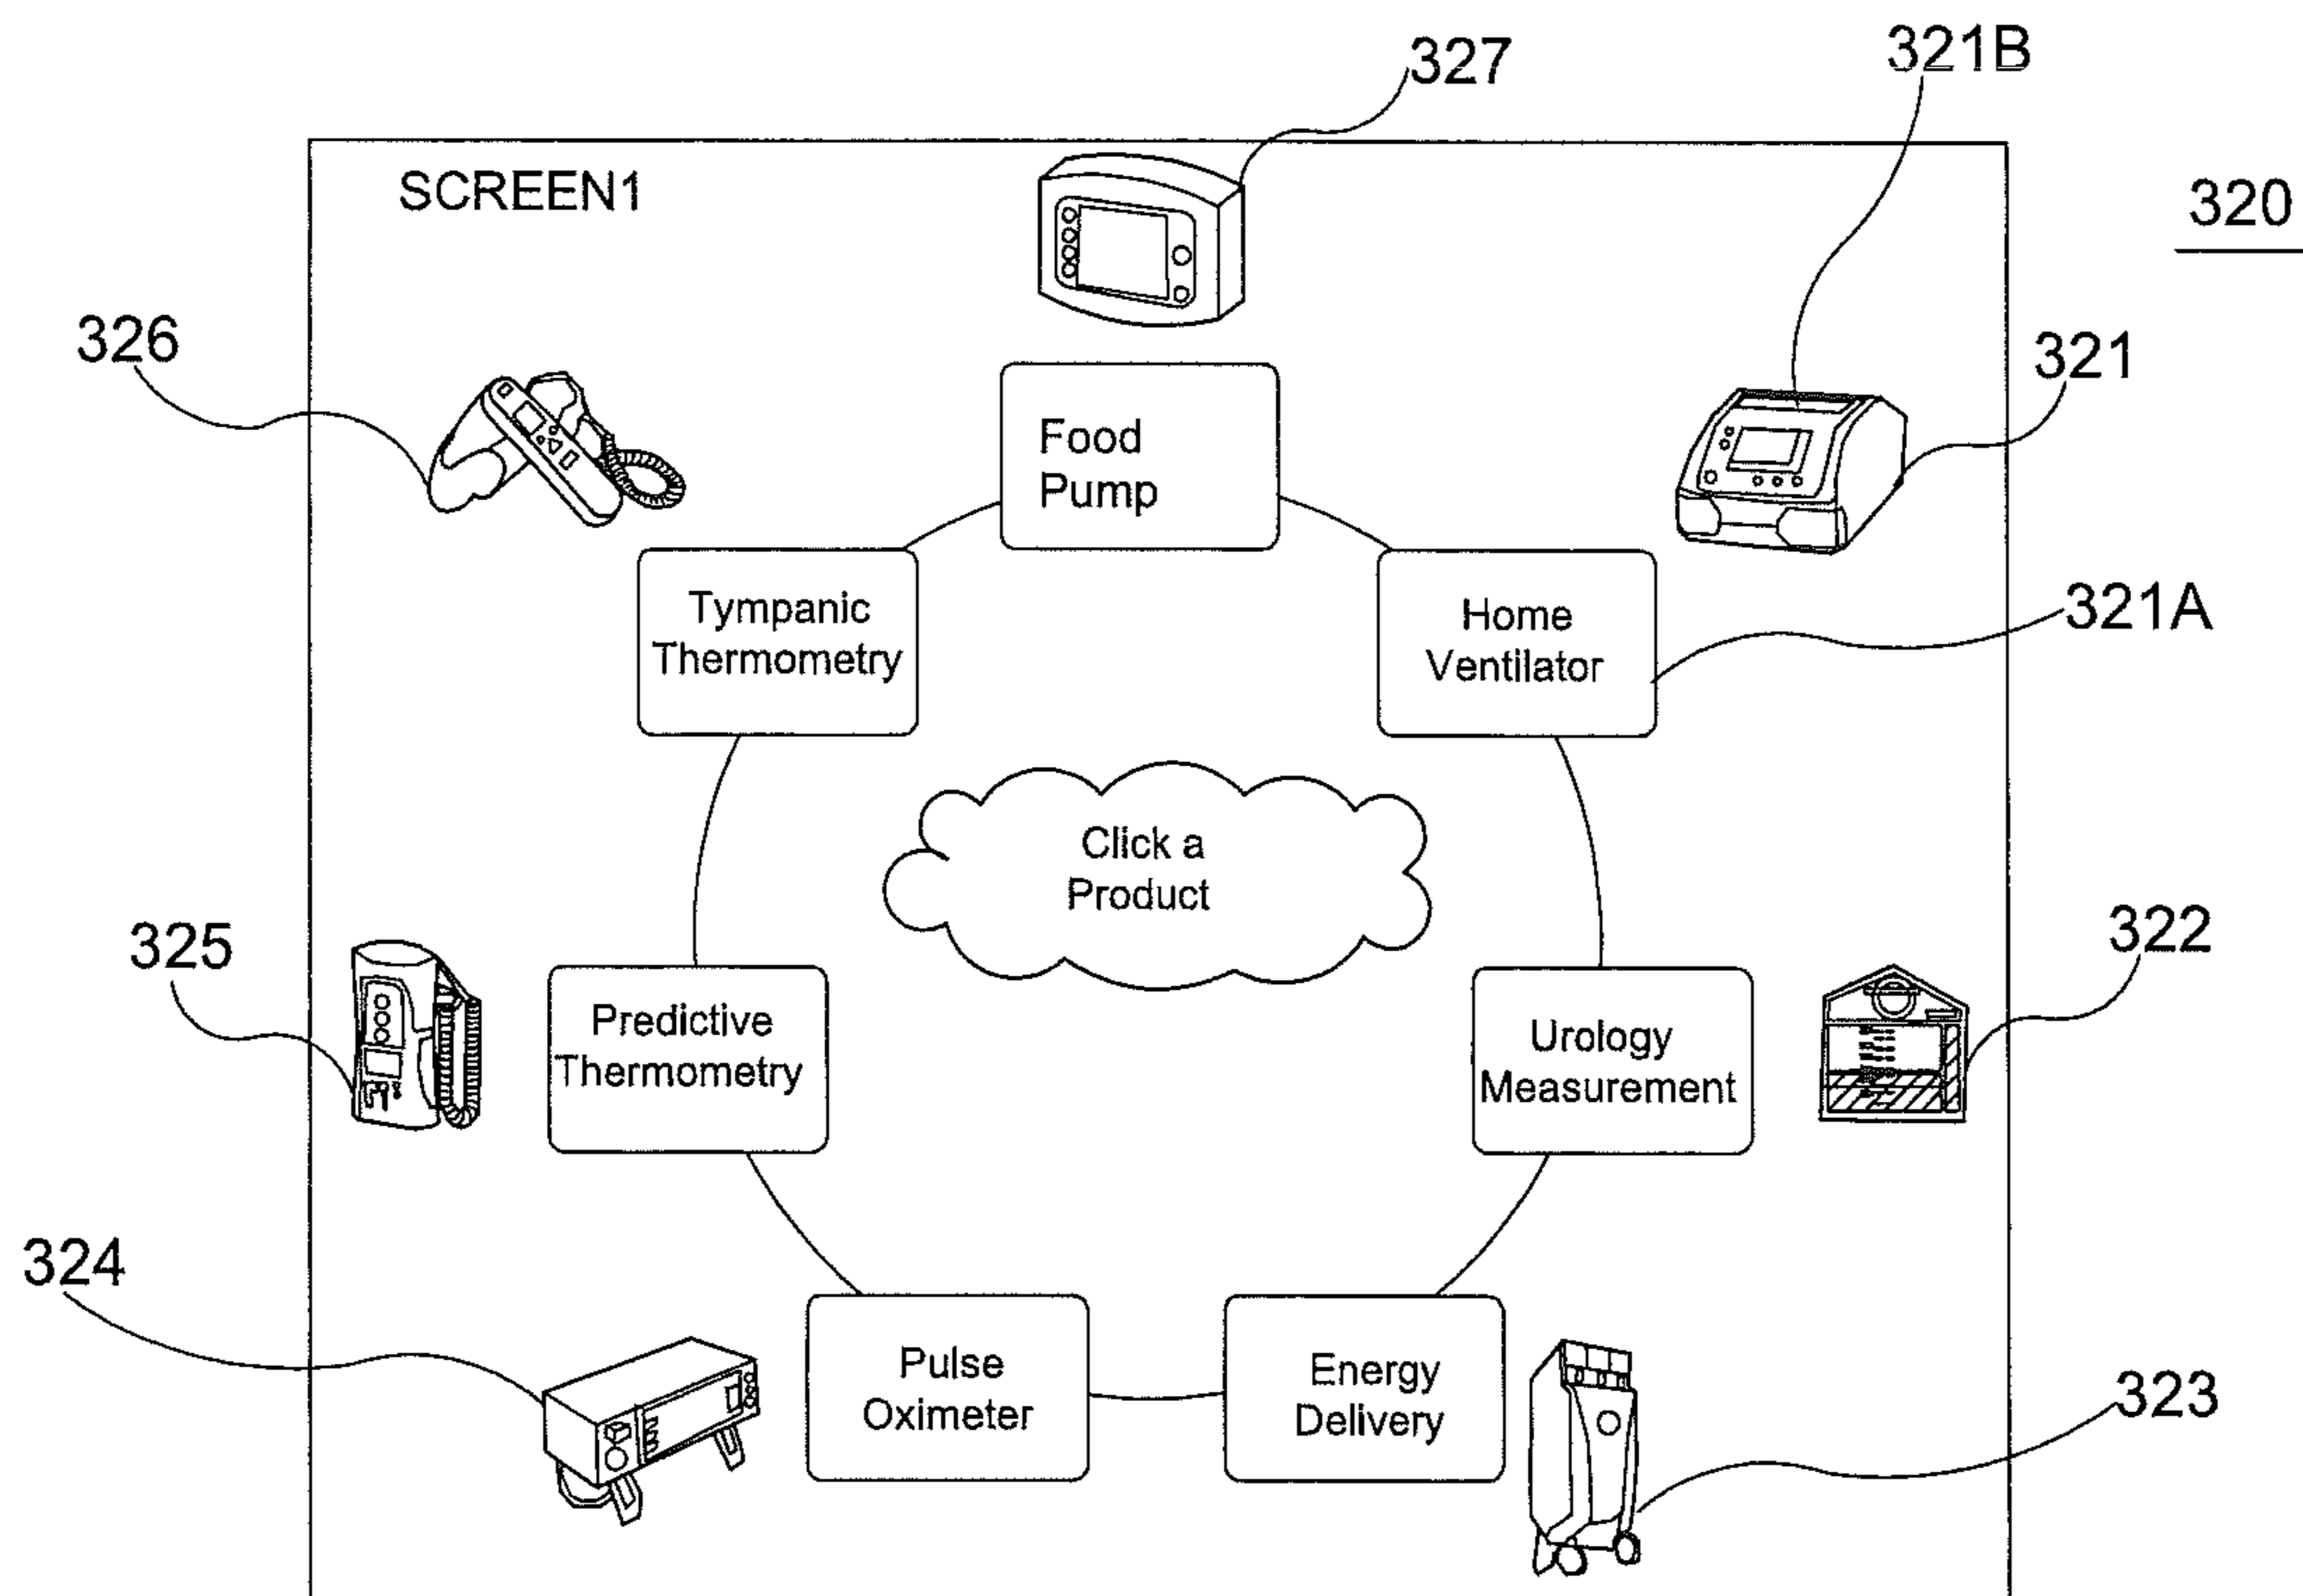 327
321B
SCREEN1
320
326
321
Food
Pump
Tympanic
Thermometry
Home
Ventilator
321A
Click a
Product
325
322
Predictive
Thermometry
Urology
Measurement
324
Pulse
Oximeter
Energy
Delivery
323